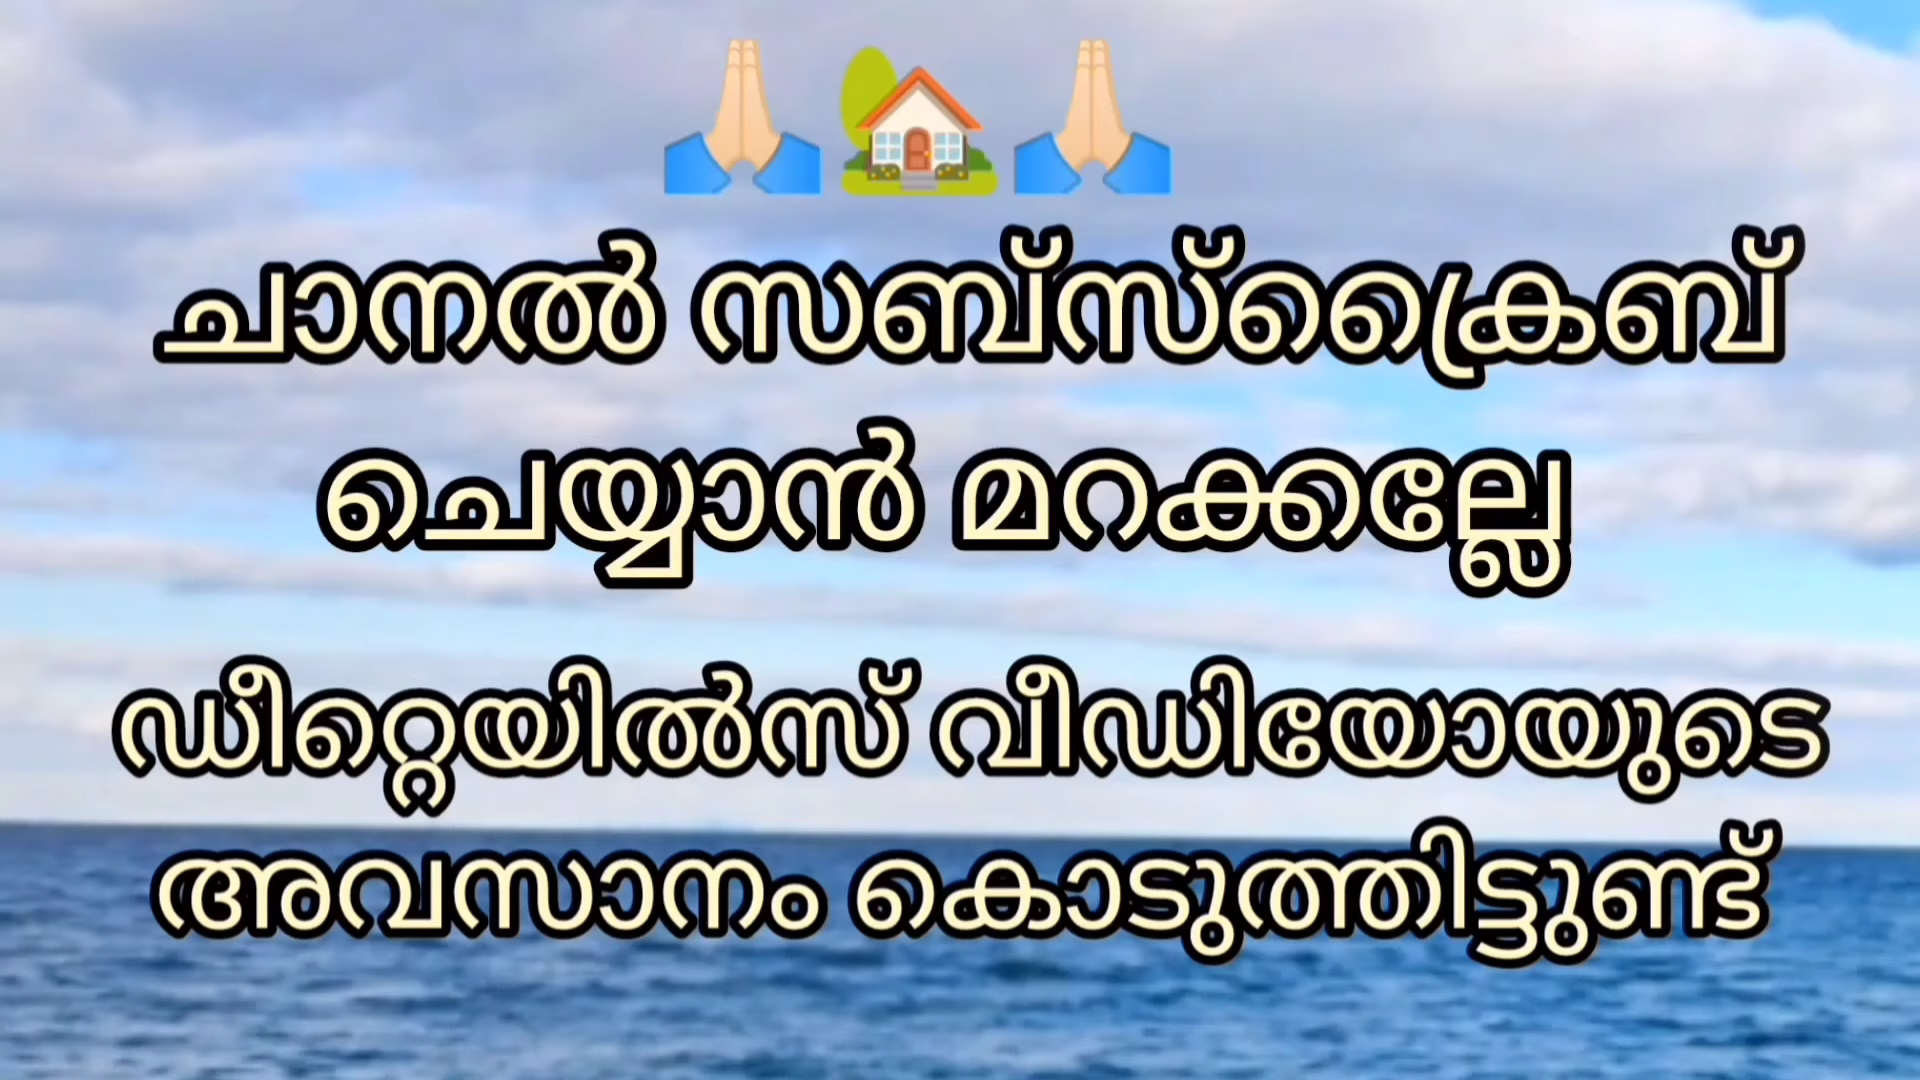 🙏🏻🏡🙏🏻
ചാനൽ സബ്സ്ക്രൈബ്
ചെയ്യാൻ മറക്കല്ലേ
ഡീറ്റെയിൽസ് വീഡിയോയുടെ
അവസാനം കൊടുത്തിട്ടുണ്ട്